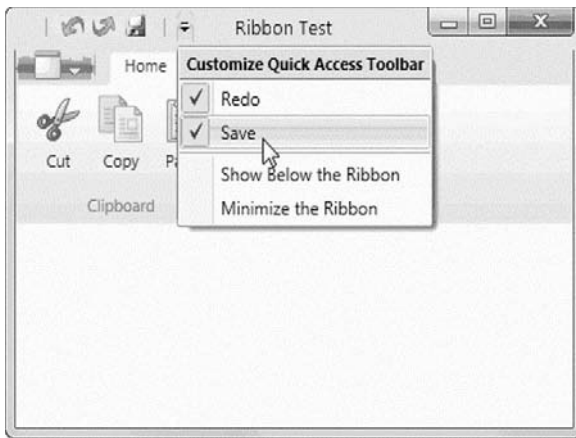 Ribbon Test
Home
Customize Quick Access Toolbar
Redo
Save
Show Below the Ribbon
Minimize the Ribbon
Cut
Copy
Pa
Clipboard